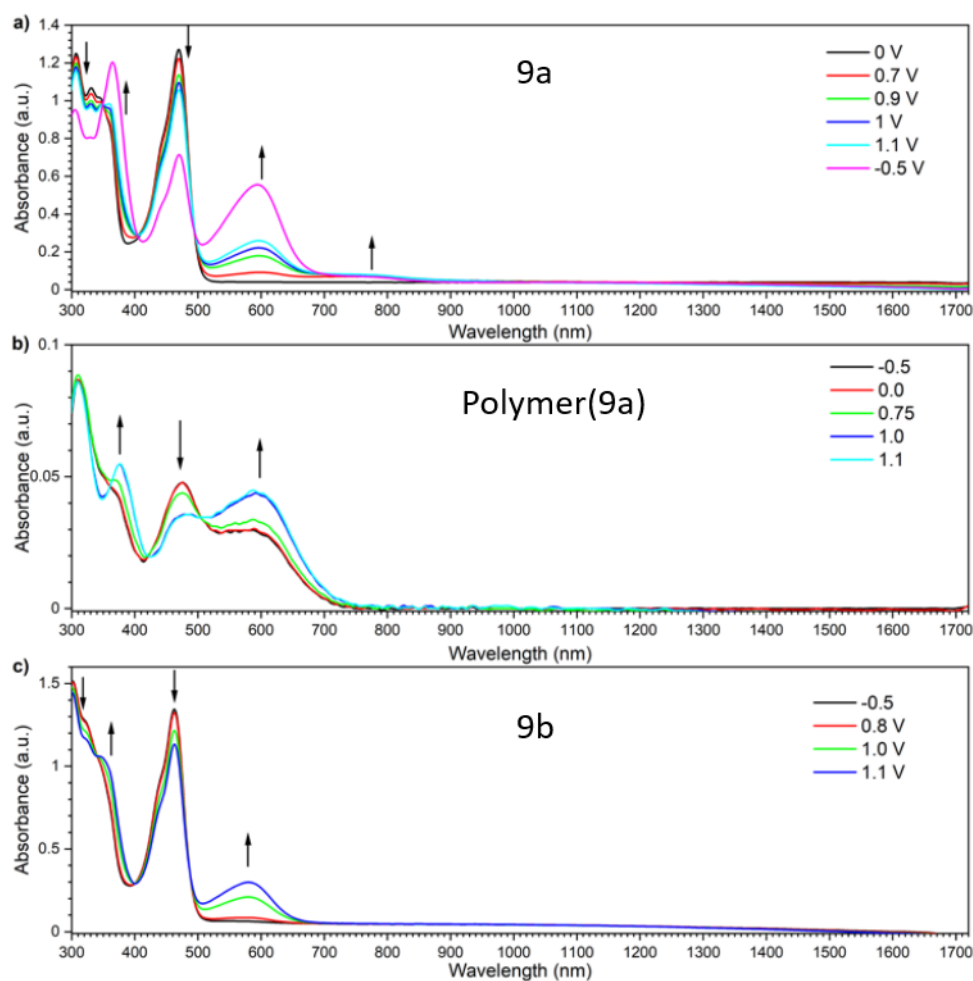 a)
1.4
1.2
1
0.8
0.6
0.4
0.2
0
Absorbance (a.u.)
9a
0 V
0.7 V
0.9 V
1 V
1.1 V
-0.5 V
300 400 500 600 700 800 900 1000 1100 1200 1300 1400 1500 1600 1700
Wavelength (nm)
b)
0.1
0.05
0
Absorbance (a.u.)
Polymer(9a)
-0.5
0.0
0.75
1.0
1.1
300 400 500 600 700 800 900 1000 1100 1200 1300 1400 1500 1600 1700
Wavelength (nm)
c)
1.5
1
0.5
0
Absorbance (a.u.)
9b
-0.5
0.8 V
1.0 V
1.1 V
300 400 500 600 700 800 900 1000 1100 1200 1300 1400 1500 1600 1700
Wavelength (nm)